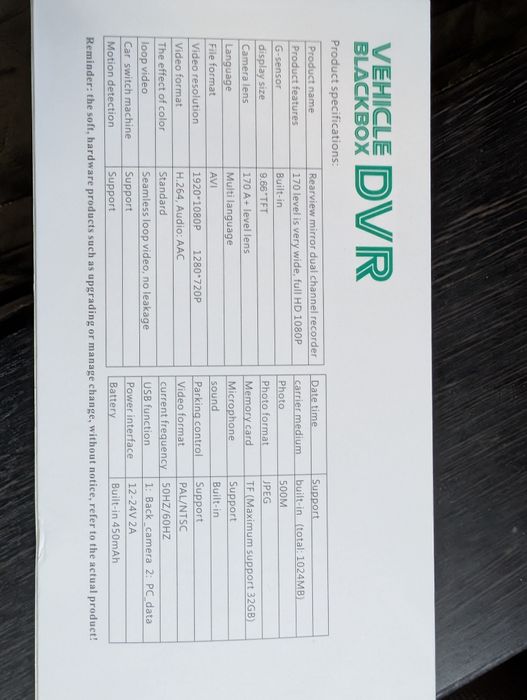 VEHICLE
BLACKBOX DVR
Product specifications:
Product name Rearview mirror dual channel recorder
Product features 170 level is very wide, full HD 1080P
G-sensor Built-in
display size 9.66"TFT
Camera lens 170 A+ level lens
Language Multi language
File format AVI
Video resolution 1920*1080P 1280*720P
Video format H.264, Audio: AAC
The effect of color Standard
loop video Seamless loop video, no leakage
Car switch machine Support
Motion detection Support
Date time Support
carrier medium built-in (total: 1024MB)
Photo 500M
Photo format JPEG
Memory card TF (Maximum support 32GB)
Microphone Support
sound Built-in
Parking control Support
Video format PAL/NTSC
current frequency 50HZ/60HZ
USB function 1: Back_camera 2: PC_data
Power interface 12-24V 2A
Battery Built-in 450mAh
Reminder: the soft, hardware products such as upgrading or manage change, without notice, refer to the actual product!